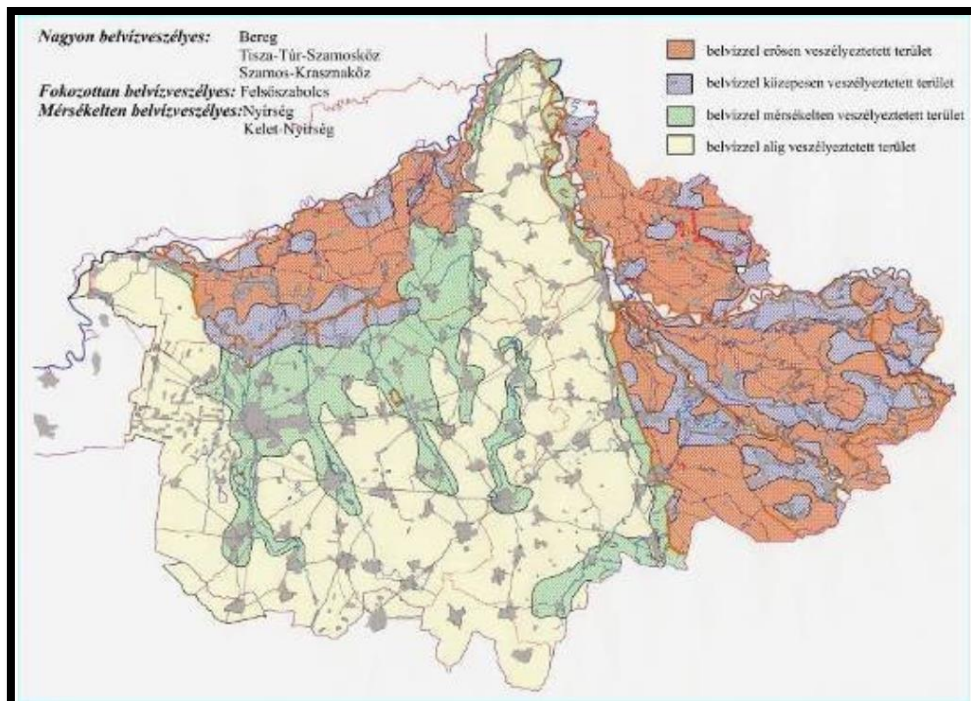 Nagyon belvízveszélyes: Bereg
Tisza-Túr-Szamosköz
Szamos-Krasznaköz
Fokozottan belvízveszélyes: Felsőszabolcs
Mérsékelten belvízveszélyes:Nyírség
Kelet-Nyírség
belvízzel erősen veszélyeztetett terület
belvízzel közepesen veszélyeztetett terület
belvízzel mérsékelten veszélyeztetett terület
belvízzel alig veszélyeztetett terület